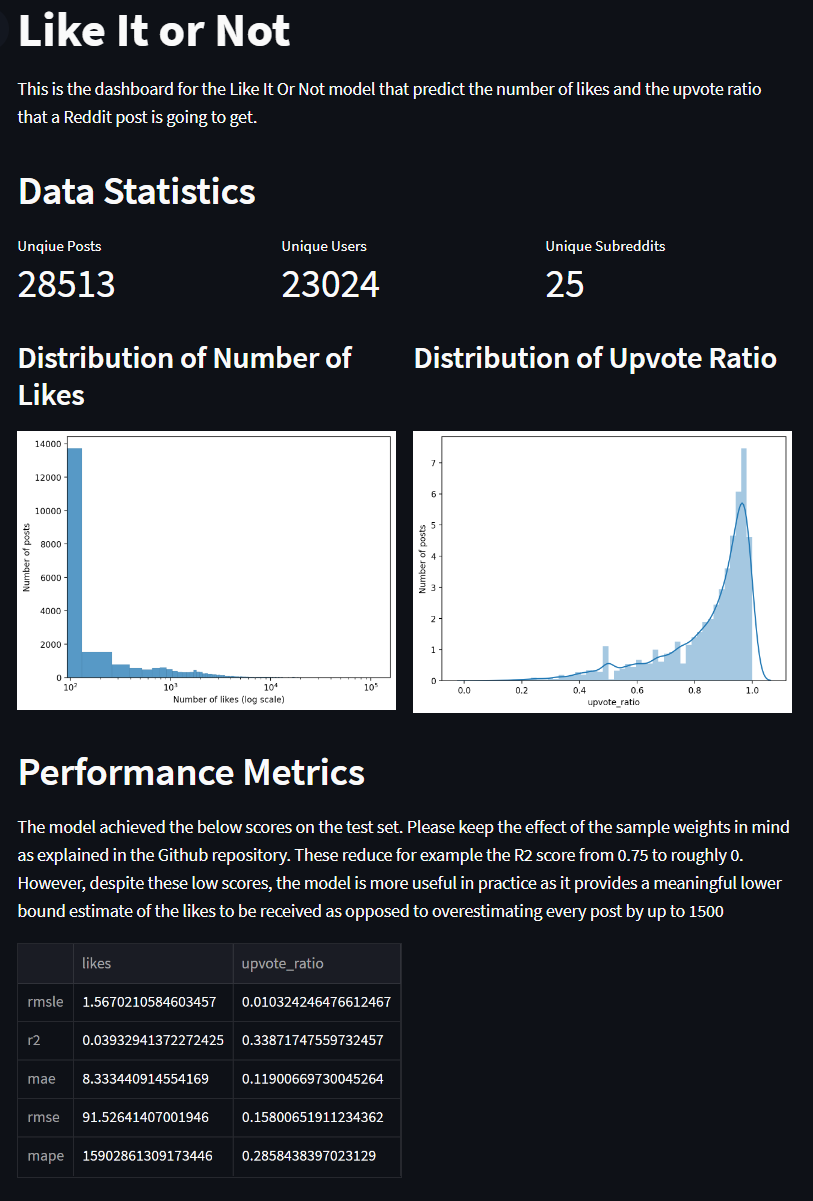 Like It or Not
This is the dashboard for the Like It Or Not model that predict the number of likes and the upvote ratio
that a Reddit post is going to get.
Data Statistics
Unqiue Posts
28513
Unique Users
23024
Unique Subreddits
25
Distribution of Number of
Likes
14000
12000
10000
8000
6000
4000
2000
0
Number of posts
10² 10³ 10⁴ 10⁵
Number of likes (log scale)
Distribution of Upvote Ratio
7
6
5
4
3
2
1
0
Number of posts
0.0 0.2 0.4 0.6 0.8 1.0
upvote_ratio
Performance Metrics
The model achieved the below scores on the test set. Please keep the effect of the sample weights in mind
as explained in the Github repository. These reduce for example the R2 score from 0.75 to roughly 0.
However, despite these low scores, the model is more useful in practice as it provides a meaningful lower
bound estimate of the likes to be received as opposed to overestimating every post by up to 1500
likes upvote_ratio
rmsle 1.5670210584603457 0.010324246476612467
r2 0.03932941372272425 0.33871747559732457
mae 8.333440914554169 0.11900669730045264
rmse 91.52641407001946 0.15800651911234362
mape 15902861309173446 0.2858438397023129